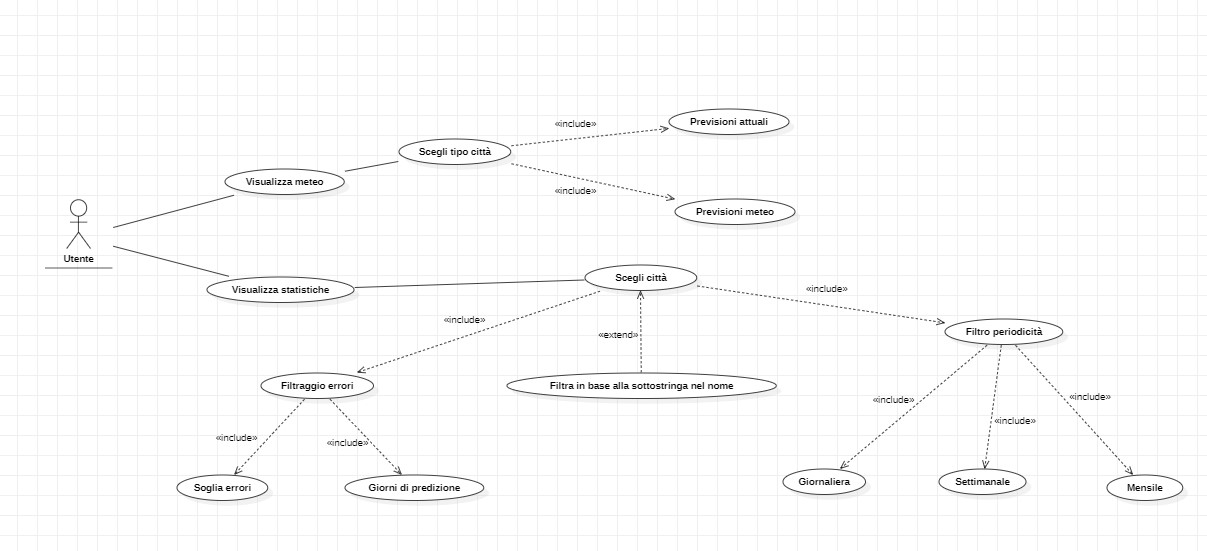 «include»
Previsioni attuali
Scegli tipo città
Visualizza meteo
«include»
Previsioni meteo
Utente
Scegli città
Visualizza statistiche
«include»
«include»
«extend»
Filtro periodicità
Filtraggio errori
Filtra in base alla sottostringa nel nome
«include»
«include»
«include»
«include»
«include»
Soglia errori
Giorni di predizione
Giornaliera
Settimanale
Mensile